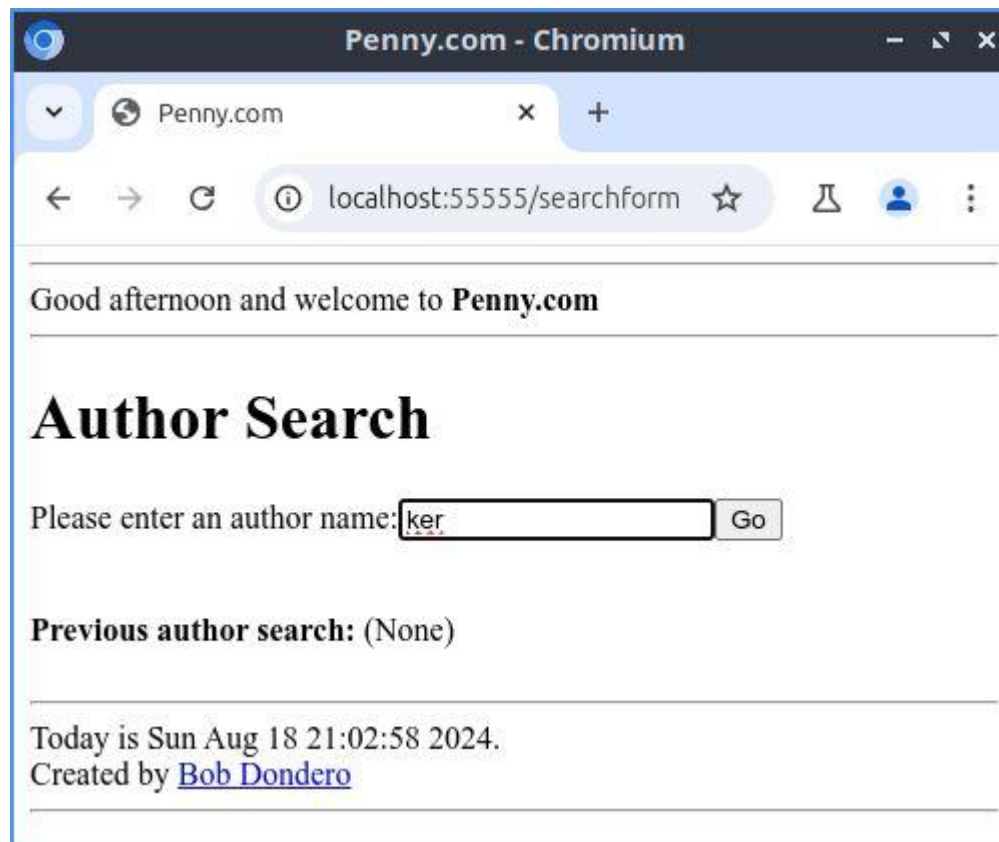 Penny.com - Chromium
Penny.com
localhost:55555/searchform
Good afternoon and welcome to Penny.com
Author Search
Please enter an author name: ker Go
Previous author search: (None)
Today is Sun Aug 18 21:02:58 2024.
Created by Bob Dondero